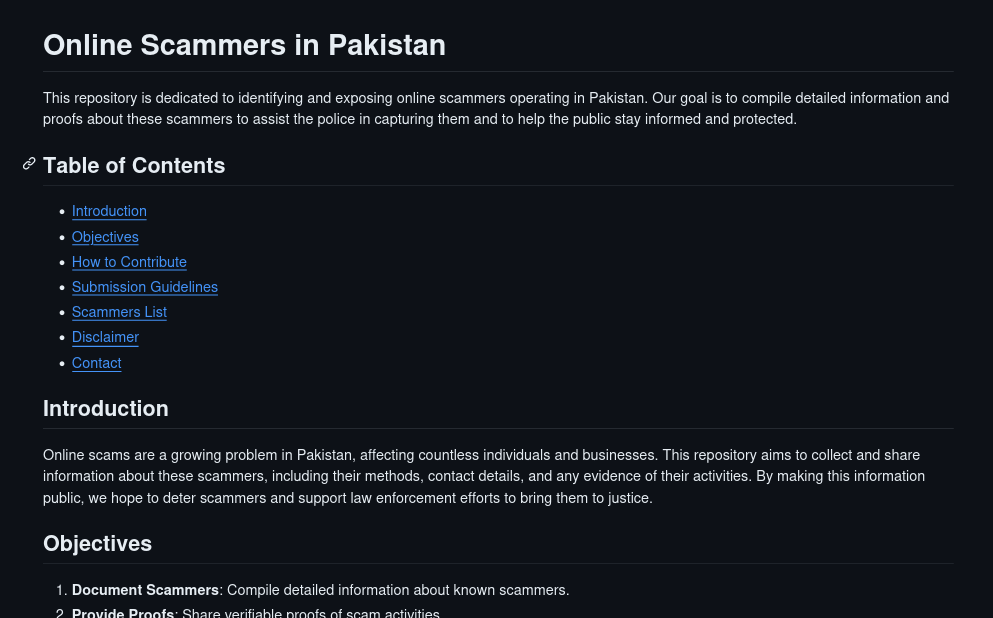 Online Scammers in Pakistan
This repository is dedicated to identifying and exposing online scammers operating in Pakistan. Our goal is to compile detailed information and
proofs about these scammers to assist the police in capturing them and to help the public stay informed and protected.
Table of Contents
• Introduction
• Objectives
• How to Contribute
• Submission Guidelines
• Scammers List
• Disclaimer
• Contact
Introduction
Online scams are a growing problem in Pakistan, affecting countless individuals and businesses. This repository aims to collect and share
information about these scammers, including their methods, contact details, and any evidence of their activities. By making this information
public, we hope to deter scammers and support law enforcement efforts to bring them to justice.
Objectives
1. Document Scammers: Compile detailed information about known scammers.
2. Provide Proofs: Share verifiable proofs of scam activities.